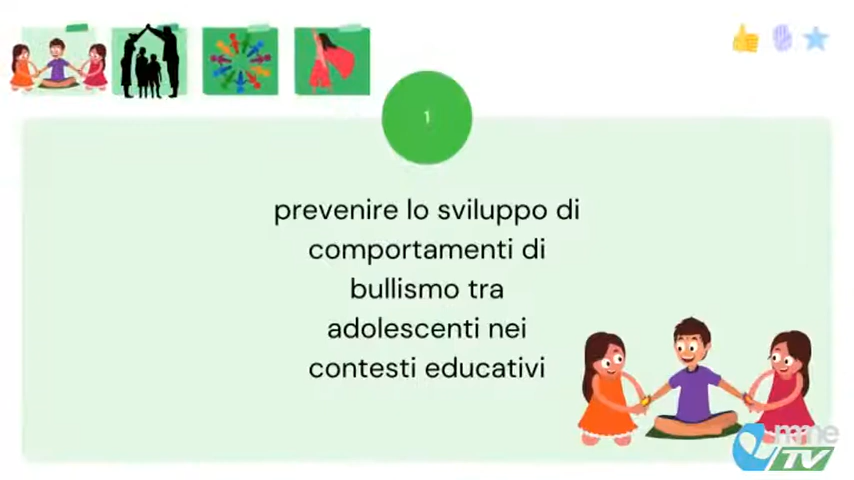 1
prevenire lo sviluppo di
comportamenti di
bullismo tra
adolescenti nei
contesti educativi
TV